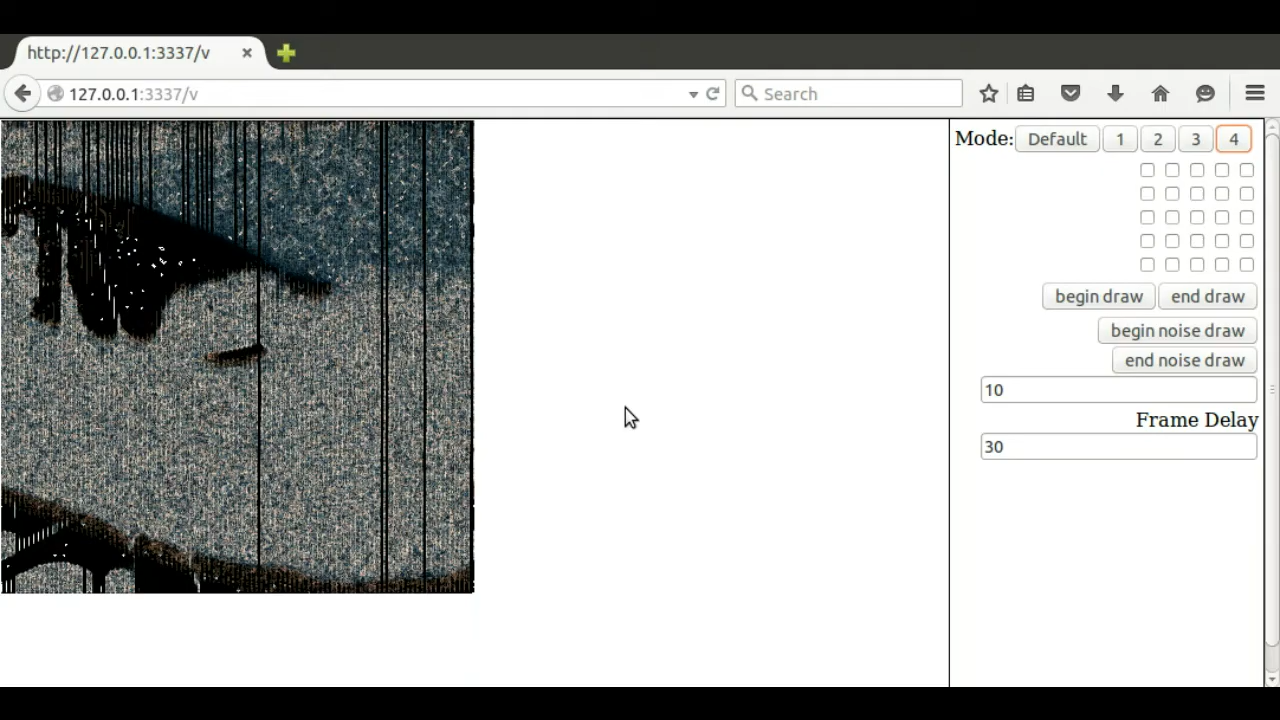 http://127.0.0.1:3337/v
127.0.0.1:3337/v
Search
Mode: Default 1 2 3 4
begin draw end draw
begin noise draw
end noise draw
10
Frame Delay
30